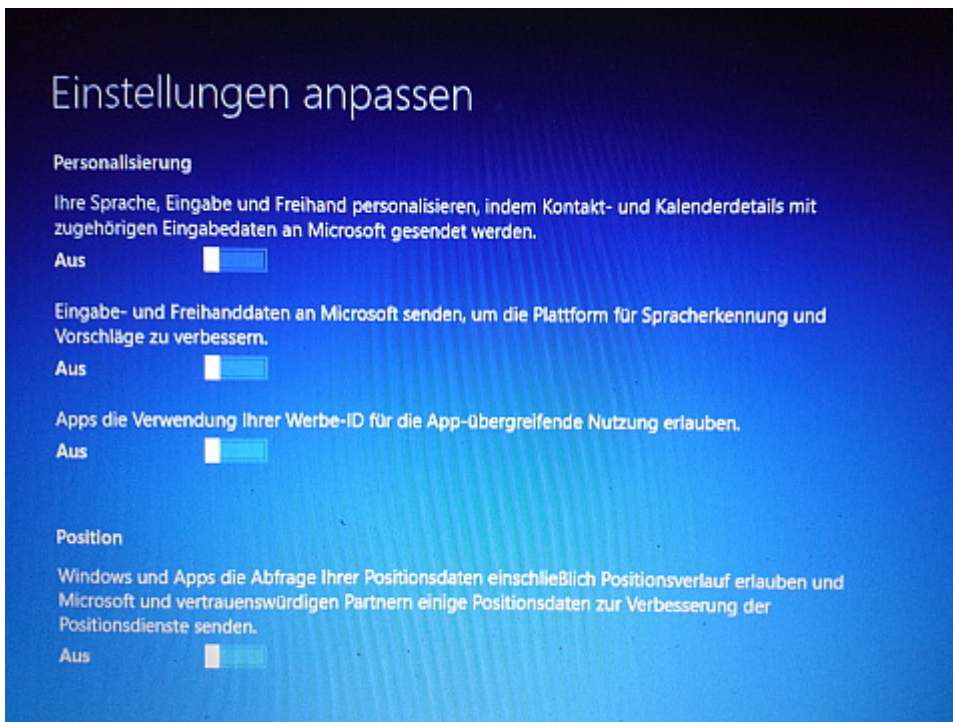 Einstellungen anpassen
Personalisierung
Ihre Sprache, Eingabe und Freihand personalisieren, indem Kontakt- und Kalenderdetails mit
zugehörigen Eingabedaten an Microsoft gesendet werden.
Aus
Eingabe- und Freihanddaten an Microsoft senden, um die Plattform für Spracherkennung und
Vorschläge zu verbessern.
Aus
Apps die Verwendung Ihrer Werbe-ID für die App-übergreifende Nutzung erlauben.
Aus
Position
Windows und Apps die Abfrage Ihrer Positionsdaten einschließlich Positionsverlauf erlauben und
Microsoft und vertrauenswürdigen Partnern einige Positionsdaten zur Verbesserung der
Positionsdienste senden.
Aus